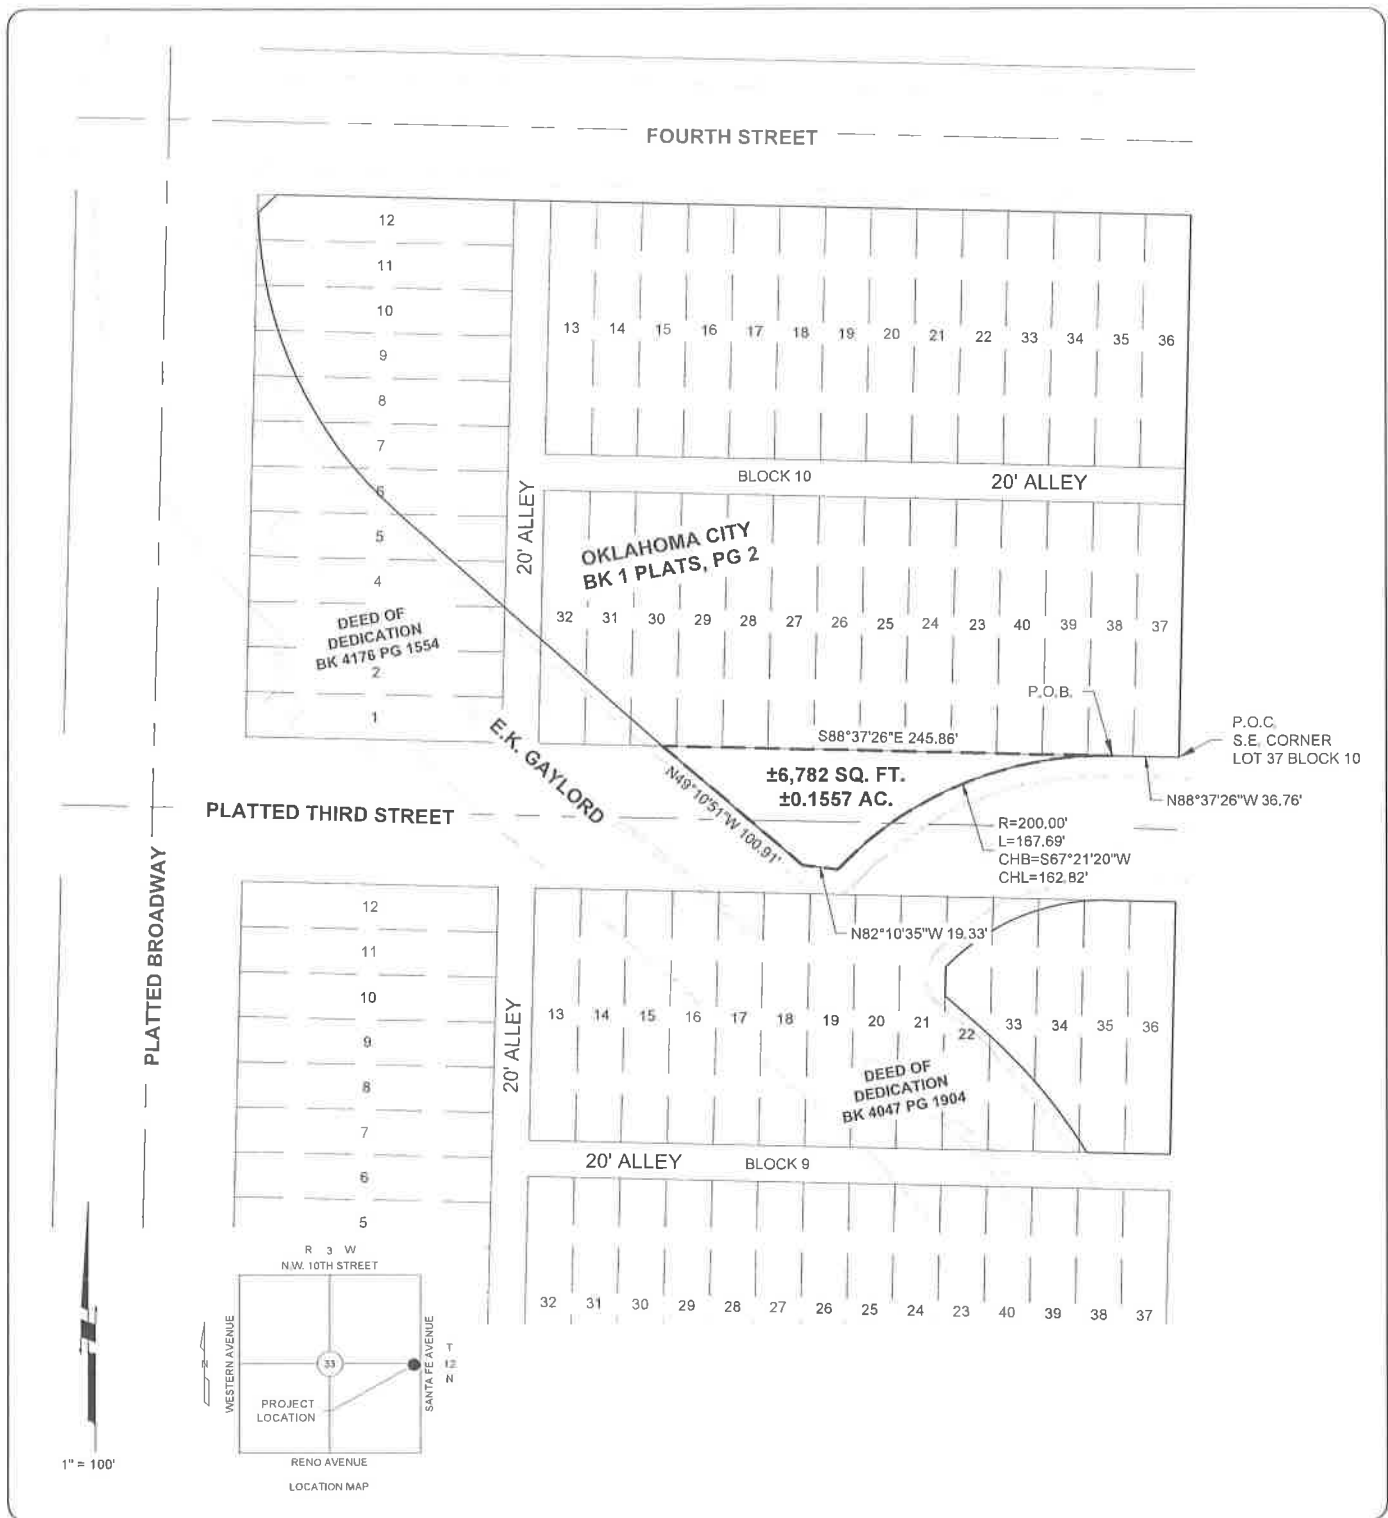 FOURTH STREET
12
11
10
9
8
7
6
5
4
DEED OF
DEDICATION
BK 4176 PG 1554
2
1
13 14 15 16 17 18 19 20 21 22 33 34 35 36
BLOCK 10
20' ALLEY
20' ALLEY
OKLAHOMA CITY
BK 1 PLATS, PG 2
32 31 30 29 28 27 26 25 24 23 40 39 38 37
P.O.B.
P.O.C.
S.E. CORNER
LOT 37 BLOCK 10
S88°37'26"E 245.86'
±6,782 SQ. FT.
±0.1557 AC.
N88°37'26"W 36.76'
E.K. GAYLORD
N49°10'51"W 100.91'
PLATTED THIRD STREET
R=200.00'
L=167.69'
CHB=S67°21'20"W
CHL=162.82'
N82°10'35"W 19.33'
PLATTED BROADWAY
12
11
10
9
8
7
6
5
20' ALLEY
13 14 15 16 17 18 19 20 21 22 33 34 35 36
DEED OF
DEDICATION
BK 4047 PG 1904
20' ALLEY
BLOCK 9
32 31 30 29 28 27 26 25 24 23 40 39 38 37
1" = 100'
R 3 W
N.W. 10TH STREET
N
WESTERN AVENUE
33
SANTA FE AVENUE
T
12
N
PROJECT
LOCATION
RENO AVENUE
LOCATION MAP